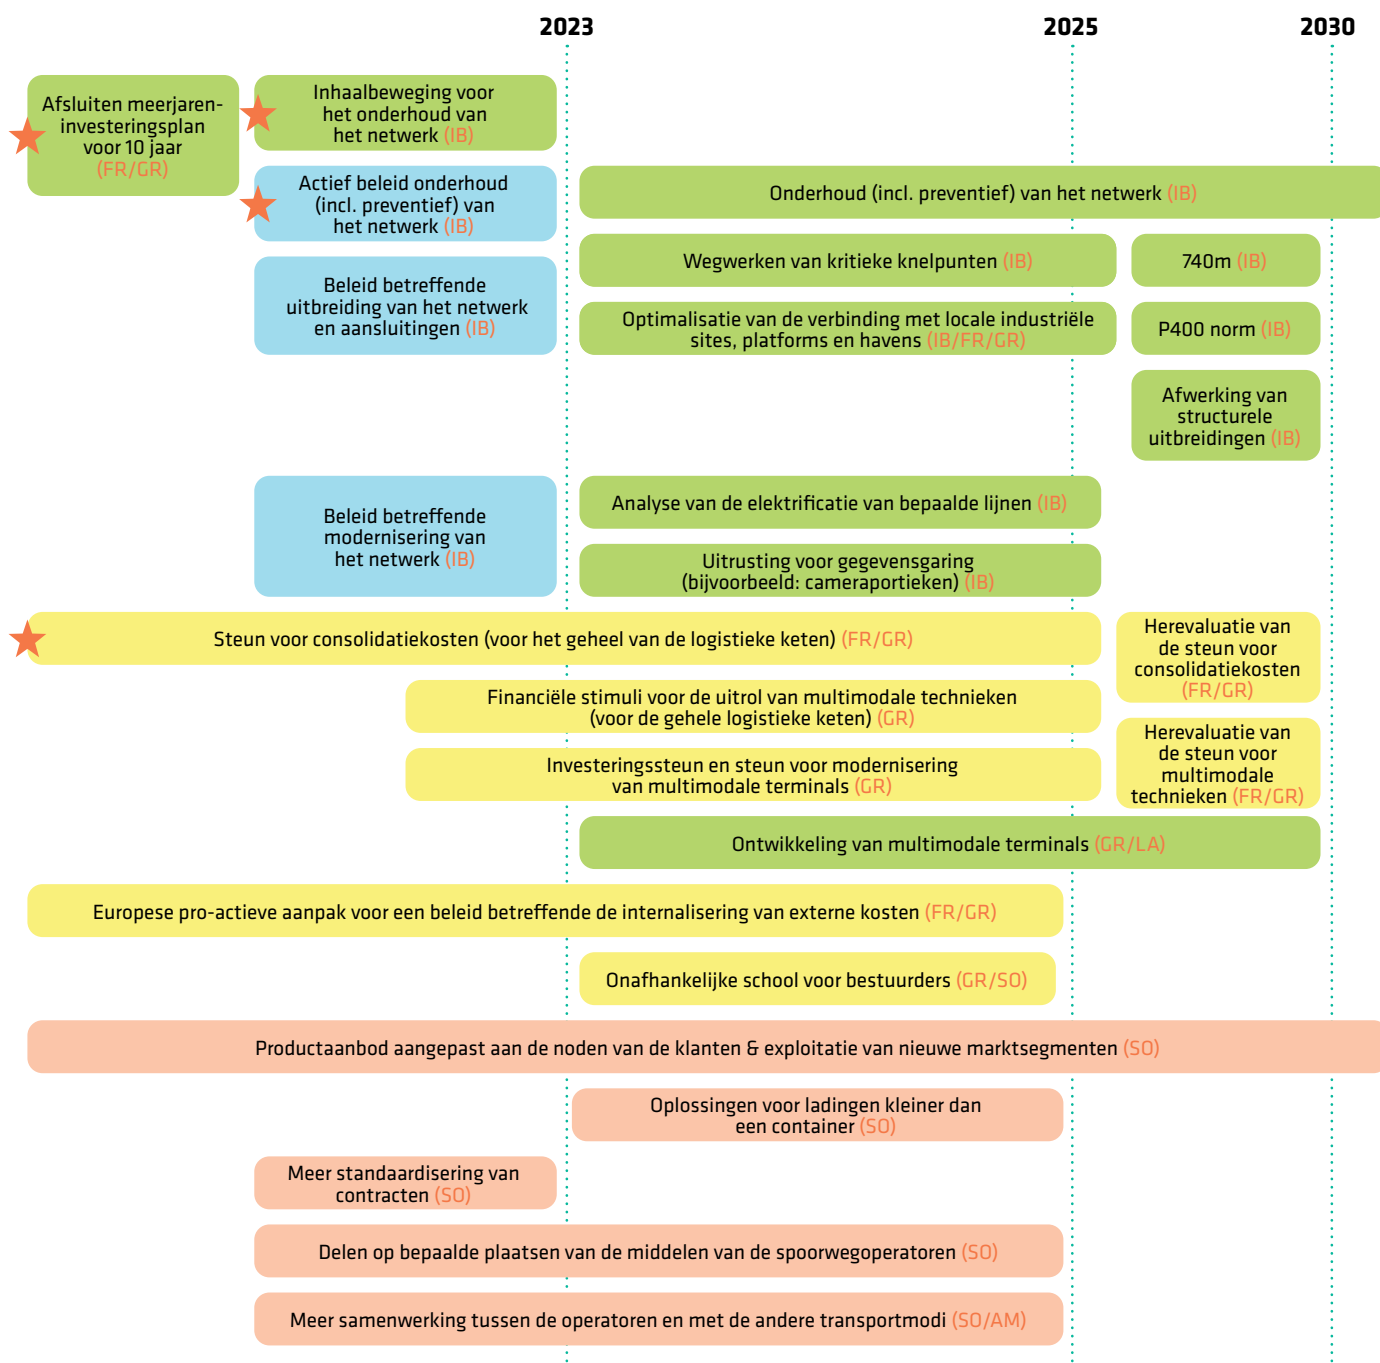 2023
2025
2030
Afsluiten meerjaren-
investeringsplan
voor 10 jaar
(FR/GR)
Inhaalbeweging voor
het onderhoud van
het netwerk (IB)
Actief beleid onderhoud
(incl. preventief) van
het netwerk (IB)
Onderhoud (incl. preventief) van het netwerk (IB)
Beleid betreffende
uitbreiding van het netwerk
en aansluitingen (IB)
Wegwerken van kritieke knelpunten (IB)
740m (IB)
Optimalisatie van de verbinding met locale industriële
sites, platforms en havens (IB/FR/GR)
P400 norm (IB)
Afwerking van
structurele
uitbreidingen (IB)
Beleid betreffende
modernisering van
het netwerk (IB)
Analyse van de elektrificatie van bepaalde lijnen (IB)
Uitrusting voor gegevensgaring
(bijvoorbeeld: cameraportieken) (IB)
Steun voor consolidatiekosten (voor het geheel van de logistieke keten) (FR/GR)
Herevaluatie van
de steun voor
consolidatiekosten
(FR/GR)
Financiële stimuli voor de uitrol van multimodale technieken
(voor de gehele logistieke keten) (GR)
Investeringssteun en steun voor modernisering
van multimodale terminals (GR)
Herevaluatie van
de steun voor
multimodale
technieken (FR/GR)
Ontwikkeling van multimodale terminals (GR/LA)
Europese pro-actieve aanpak voor een beleid betreffende de internalisering van externe kosten (FR/GR)
Onafhankelijke school voor bestuurders (GR/SO)
Productaanbod aangepast aan de noden van de klanten & exploitatie van nieuwe marktsegmenten (SO)
Oplossingen voor ladingen kleiner dan
een container (SO)
Meer standaardisering van
contracten (SO)
Delen op bepaalde plaatsen van de middelen van de spoorwegoperatoren (SO)
Meer samenwerking tussen de operatoren en met de andere transportmodi (SO/AM)